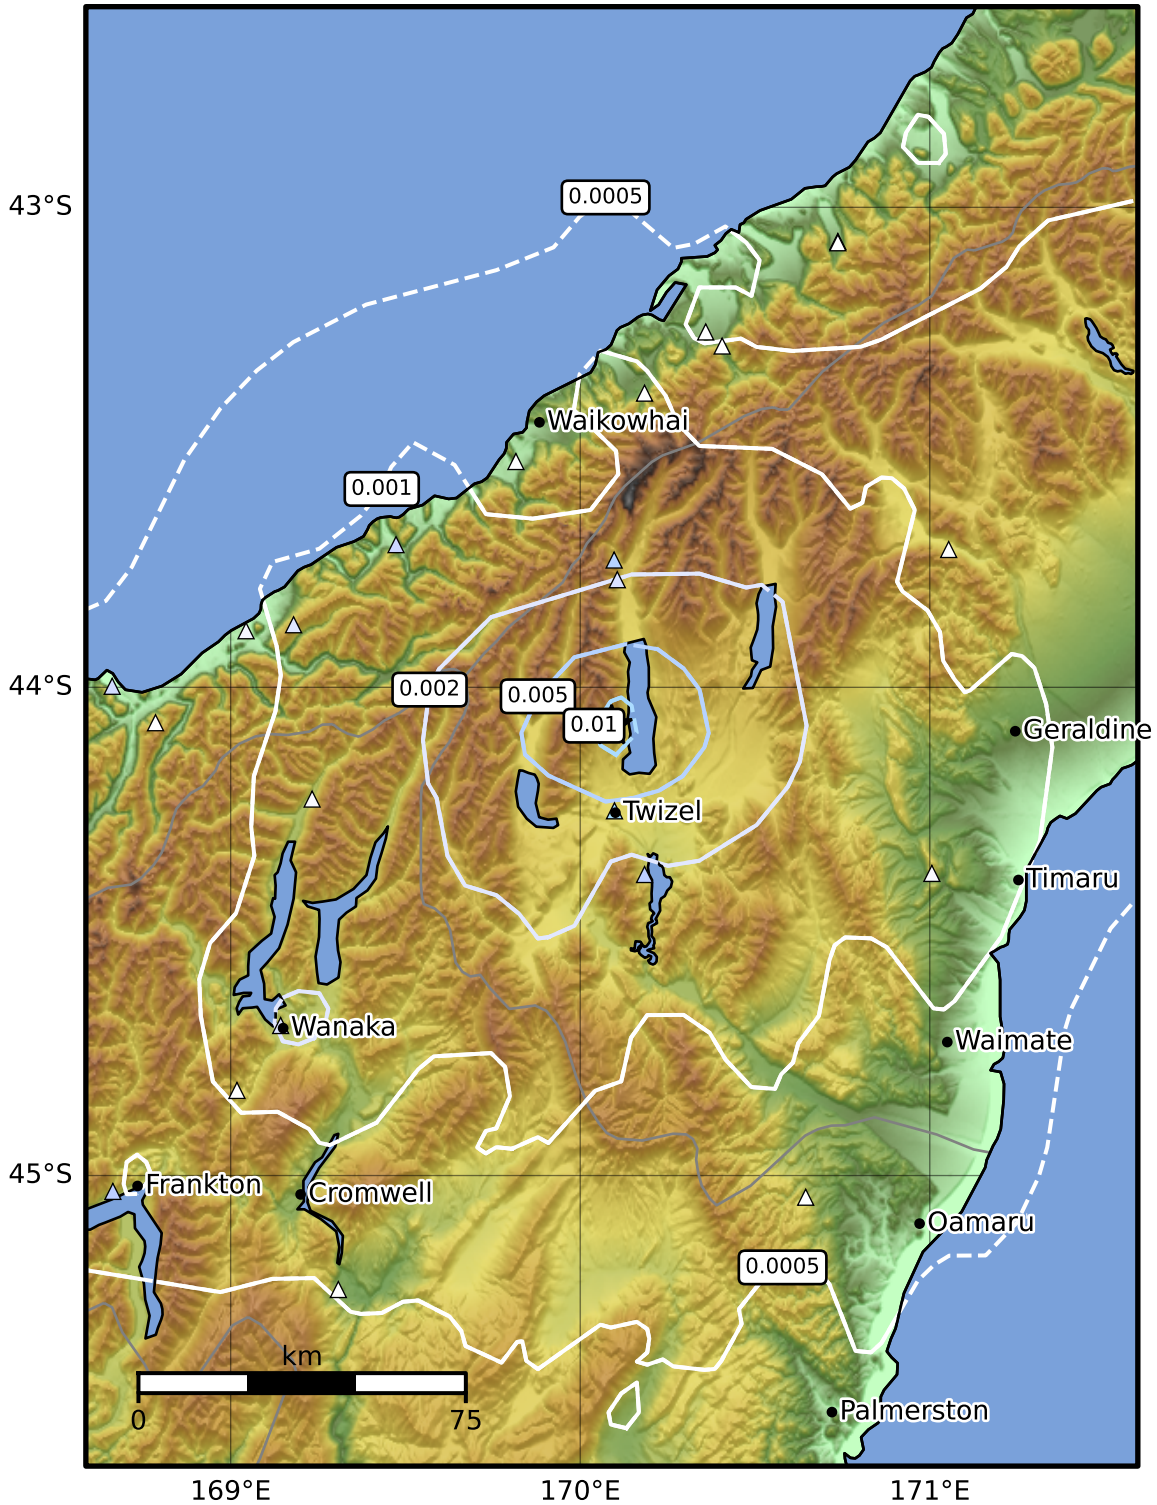 0.0005
43°S
Waikowhai
0.001
44°S
0.002
0.005
0.01
Geraldine
Twizel
Timaru
Wanaka
Waimate
45°S
Frankton
Cromwell
Oamaru
0.0005
km
0
75
Palmerston
169°E
170°E
171°E